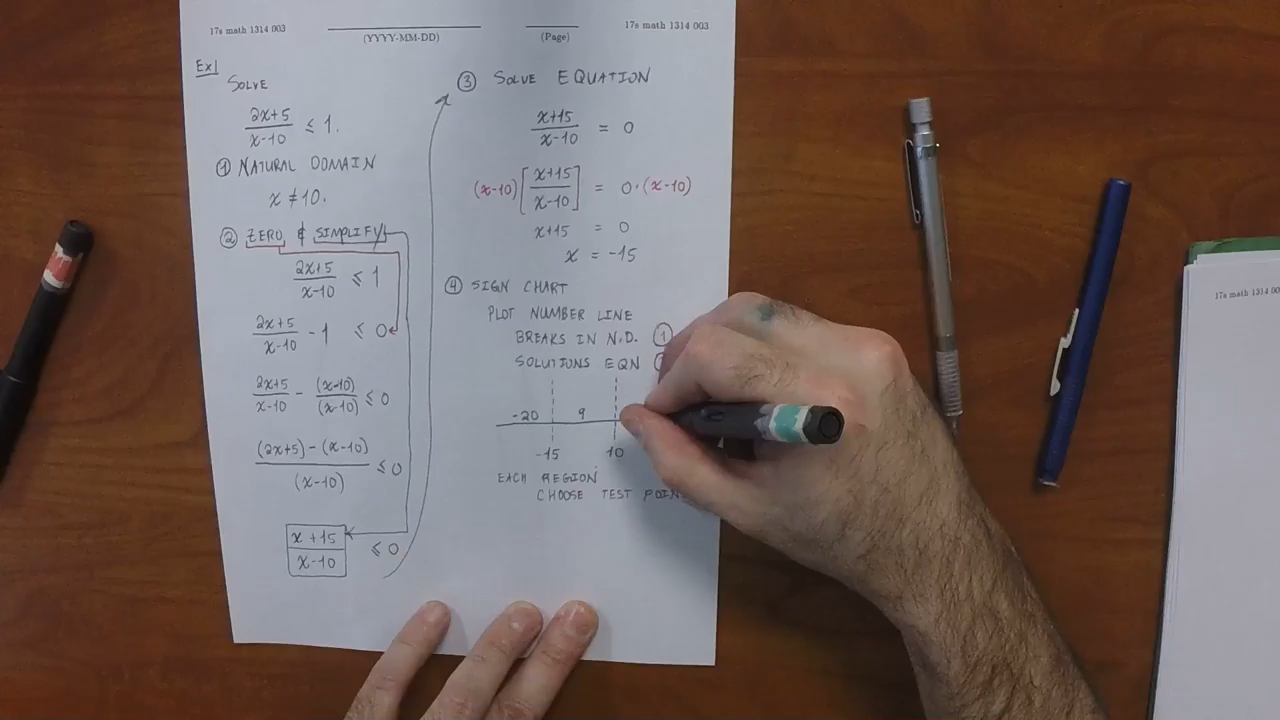 17s math 1314 003
(YYYY-MM-DD)
(Page)
17s math 1314 003
Ex1
SOLVE
2x+5
x-10
≤ 1.
① NATURAL DOMAIN
x ≠ 10.
② ZERO & SIMPLIFY
2x+5
x-10
≤ 1
2x+5
x-10
- 1 ≤ 0
2x+5
x-10
-
(x-10)
(x-10)
≤ 0
(2x+5) - (x-10)
(x-10)
≤ 0
x +15
x-10
≤ 0
③ SOLVE EQUATION
x+15
x-10
= 0
(x-10) [
x+15
x-10
] = 0·(x-10)
x+15 = 0
x = -15
④ SIGN CHART
PLOT NUMBER LINE
BREAKS IN N.D. ①
SOLUTIONS EQN
-20 9
-15 10
EACH REGION
CHOOSE TEST
17s math 1314